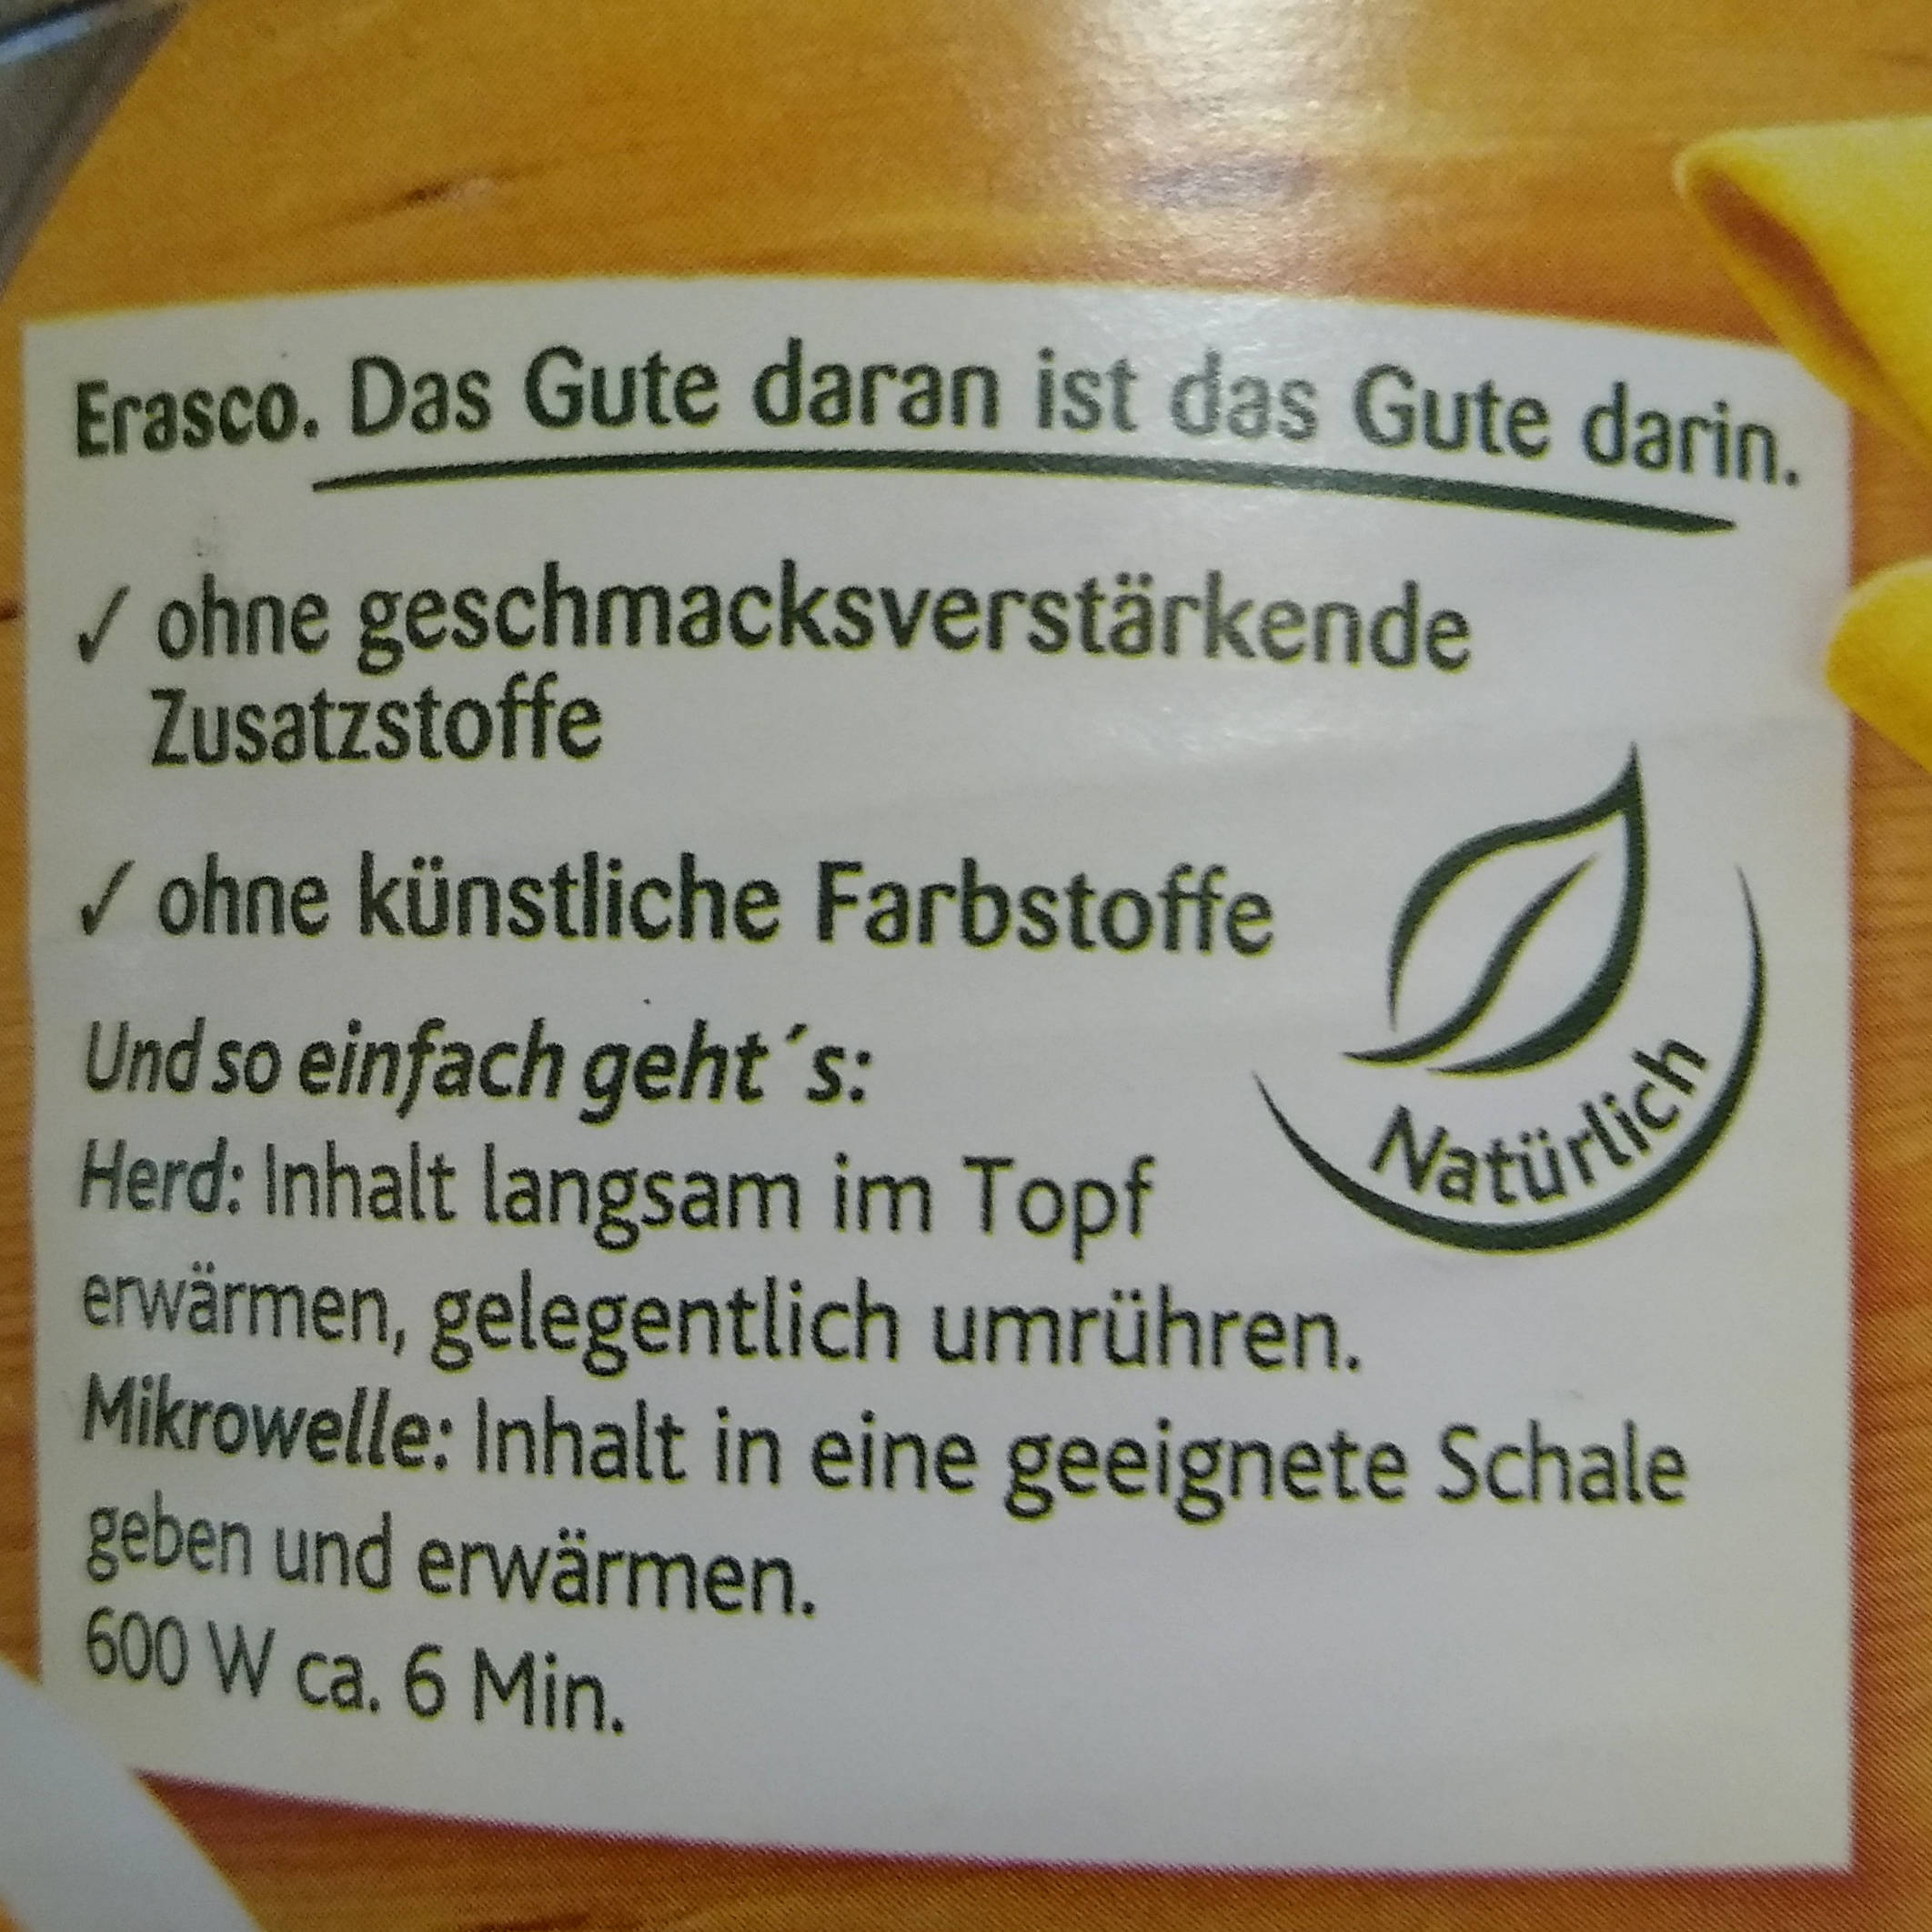 Erasco. Das Gute daran ist das Gute darin.
✓ ohne geschmacksverstärkende
Zusatzstoffe
✓ ohne künstliche Farbstoffe
Natürlich
Und so einfach geht´s:
Herd: Inhalt langsam im Topf
erwärmen, gelegentlich umrühren.
Mikrowelle: Inhalt in eine geeignete Schale
geben und erwärmen.
600 W ca. 6 Min.